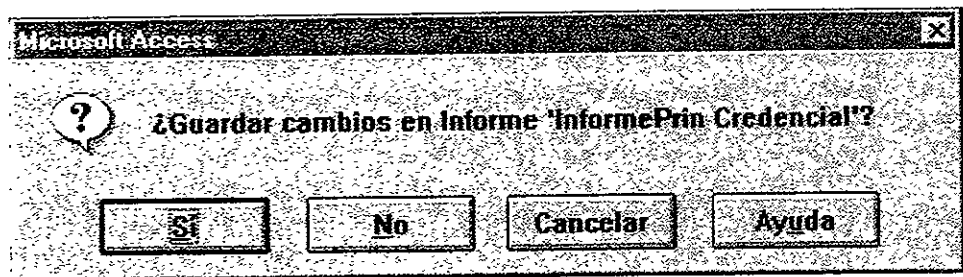 Microsoft Access
¿Guardar cambios en Informe 'InformePrin Credencial'?
Sí
No
Cancelar
Ayuda